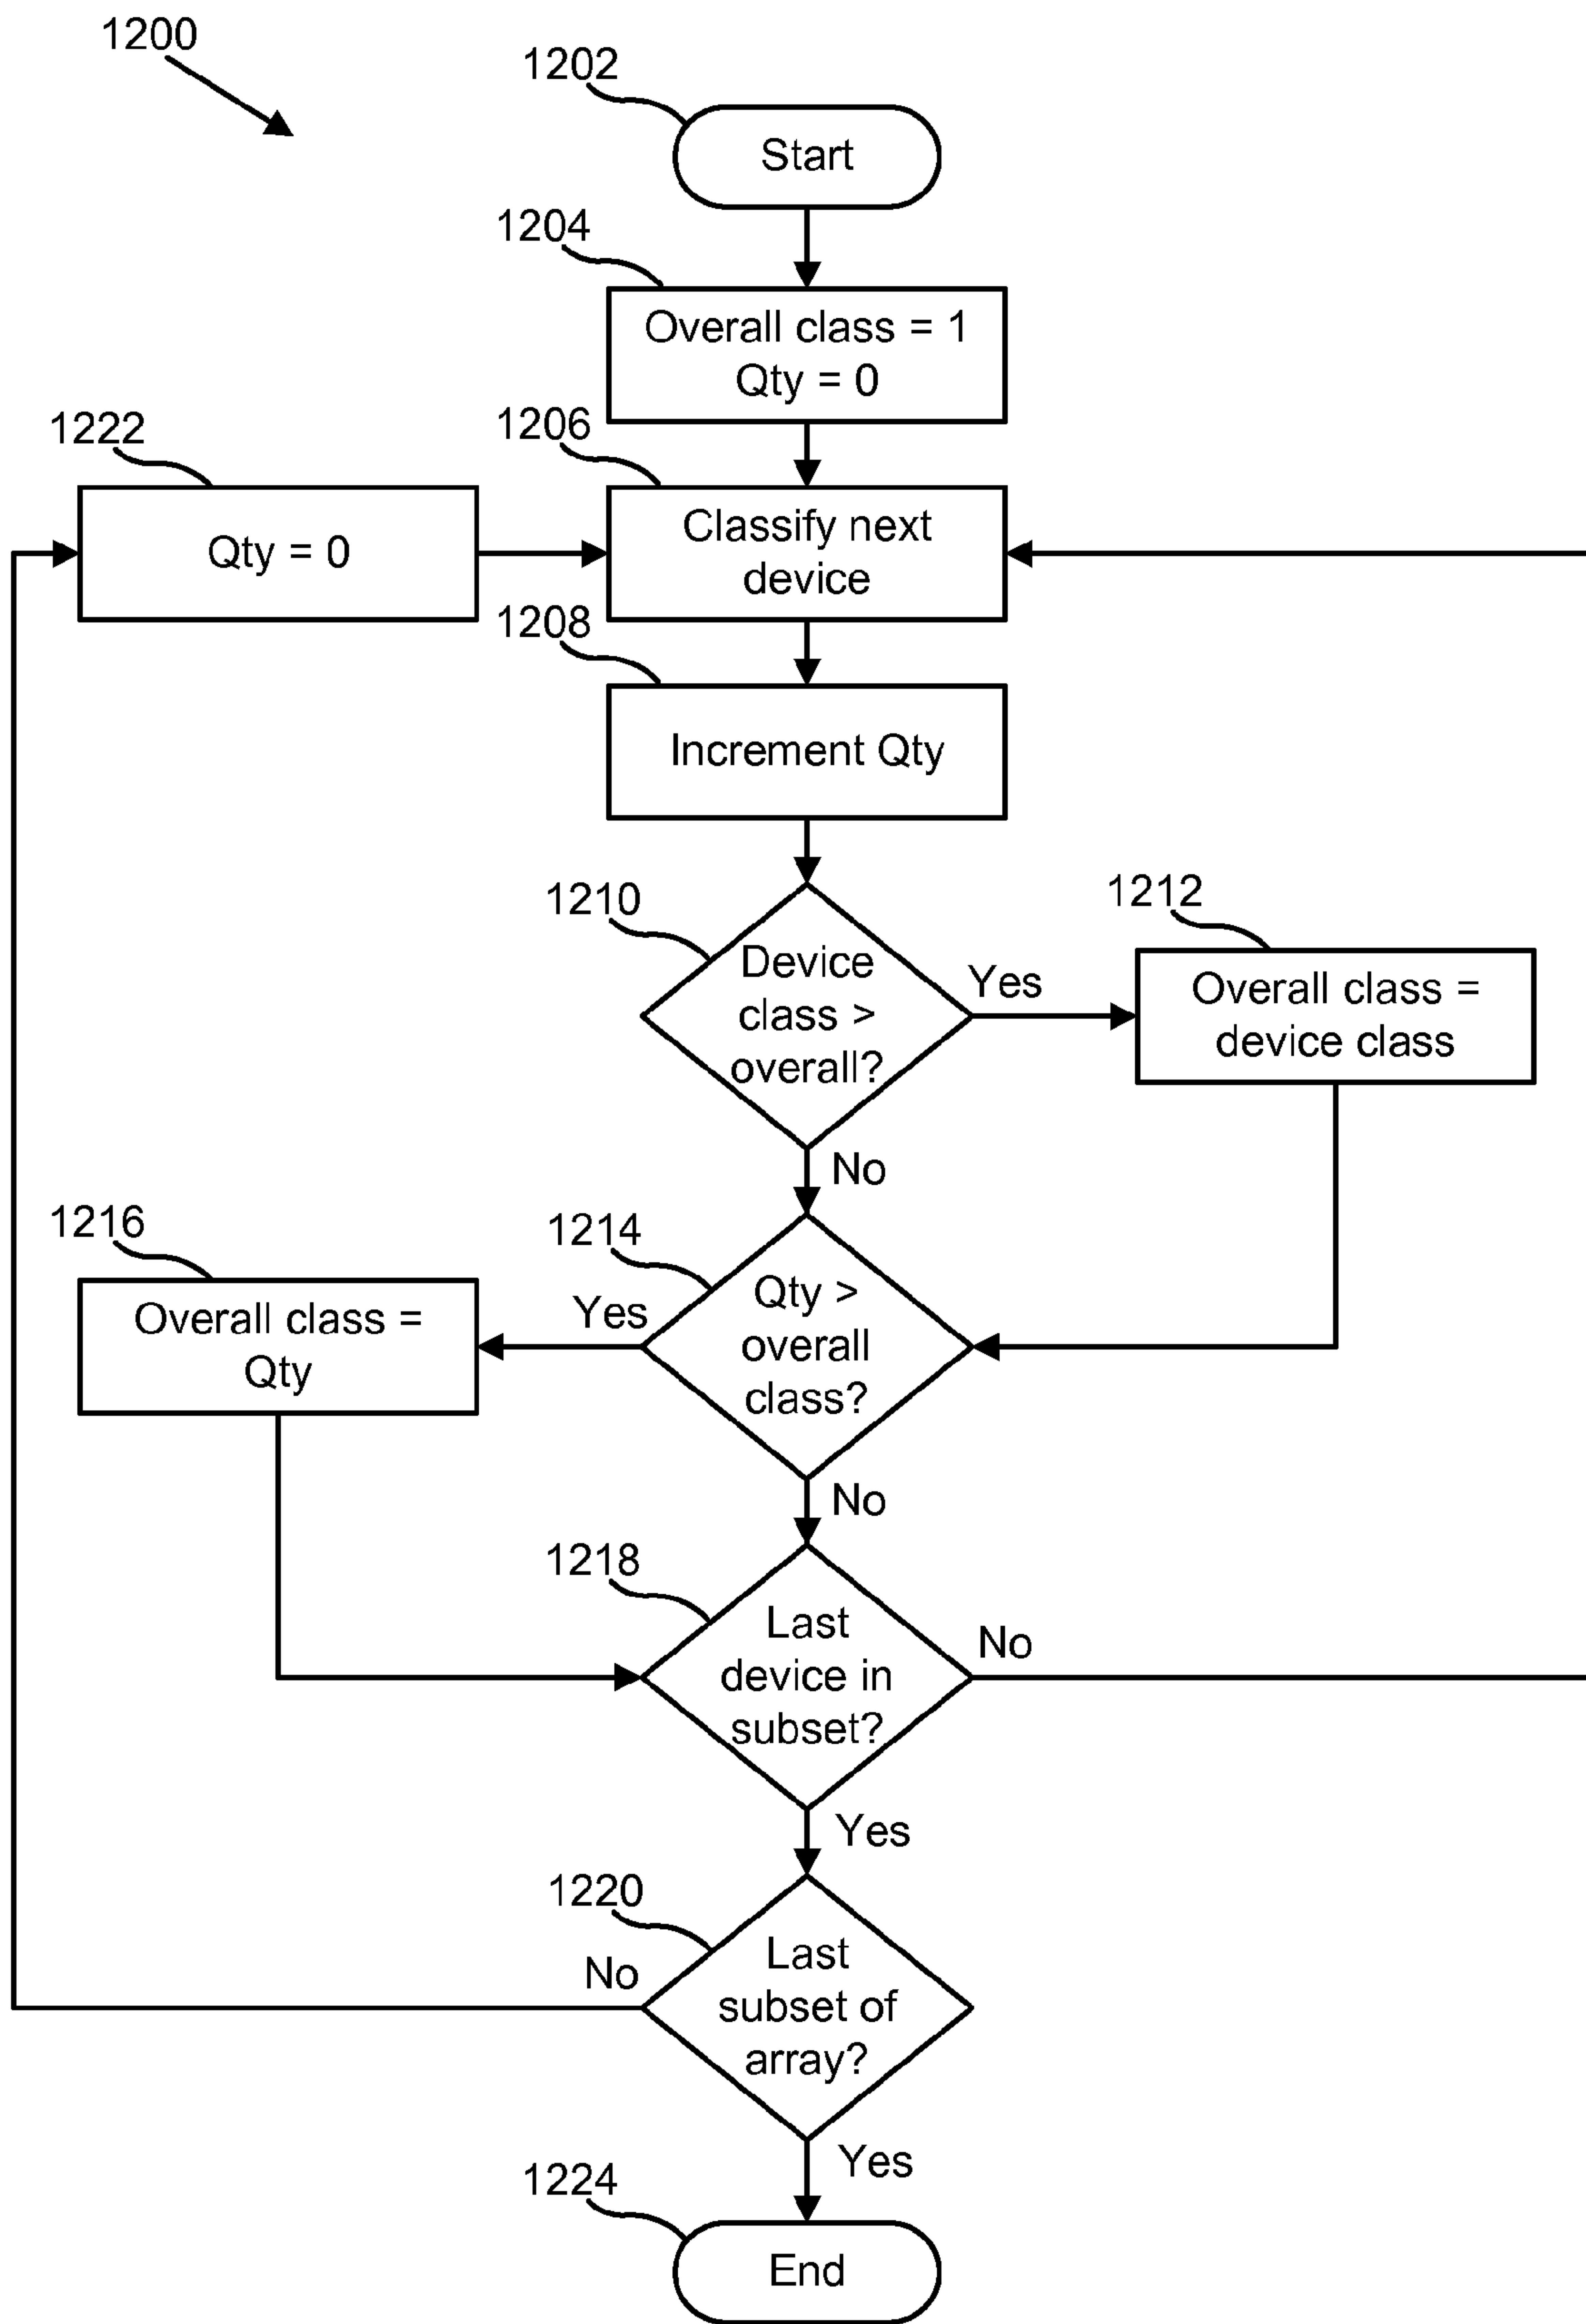 1200
1202
Start
1204
Overall class = 1
Qty = 0
1222
Qty = 0
1206
Classify next
device
1208
Increment Qty
1210
Device
class >
overall?
Yes
1212
Overall class =
device class
No
1216
Overall class =
Qty
1214
Yes
Qty >
overall
class?
No
1218
Last
device in
subset?
No
Yes
1220
No
Last
subset of
array?
Yes
1224
End